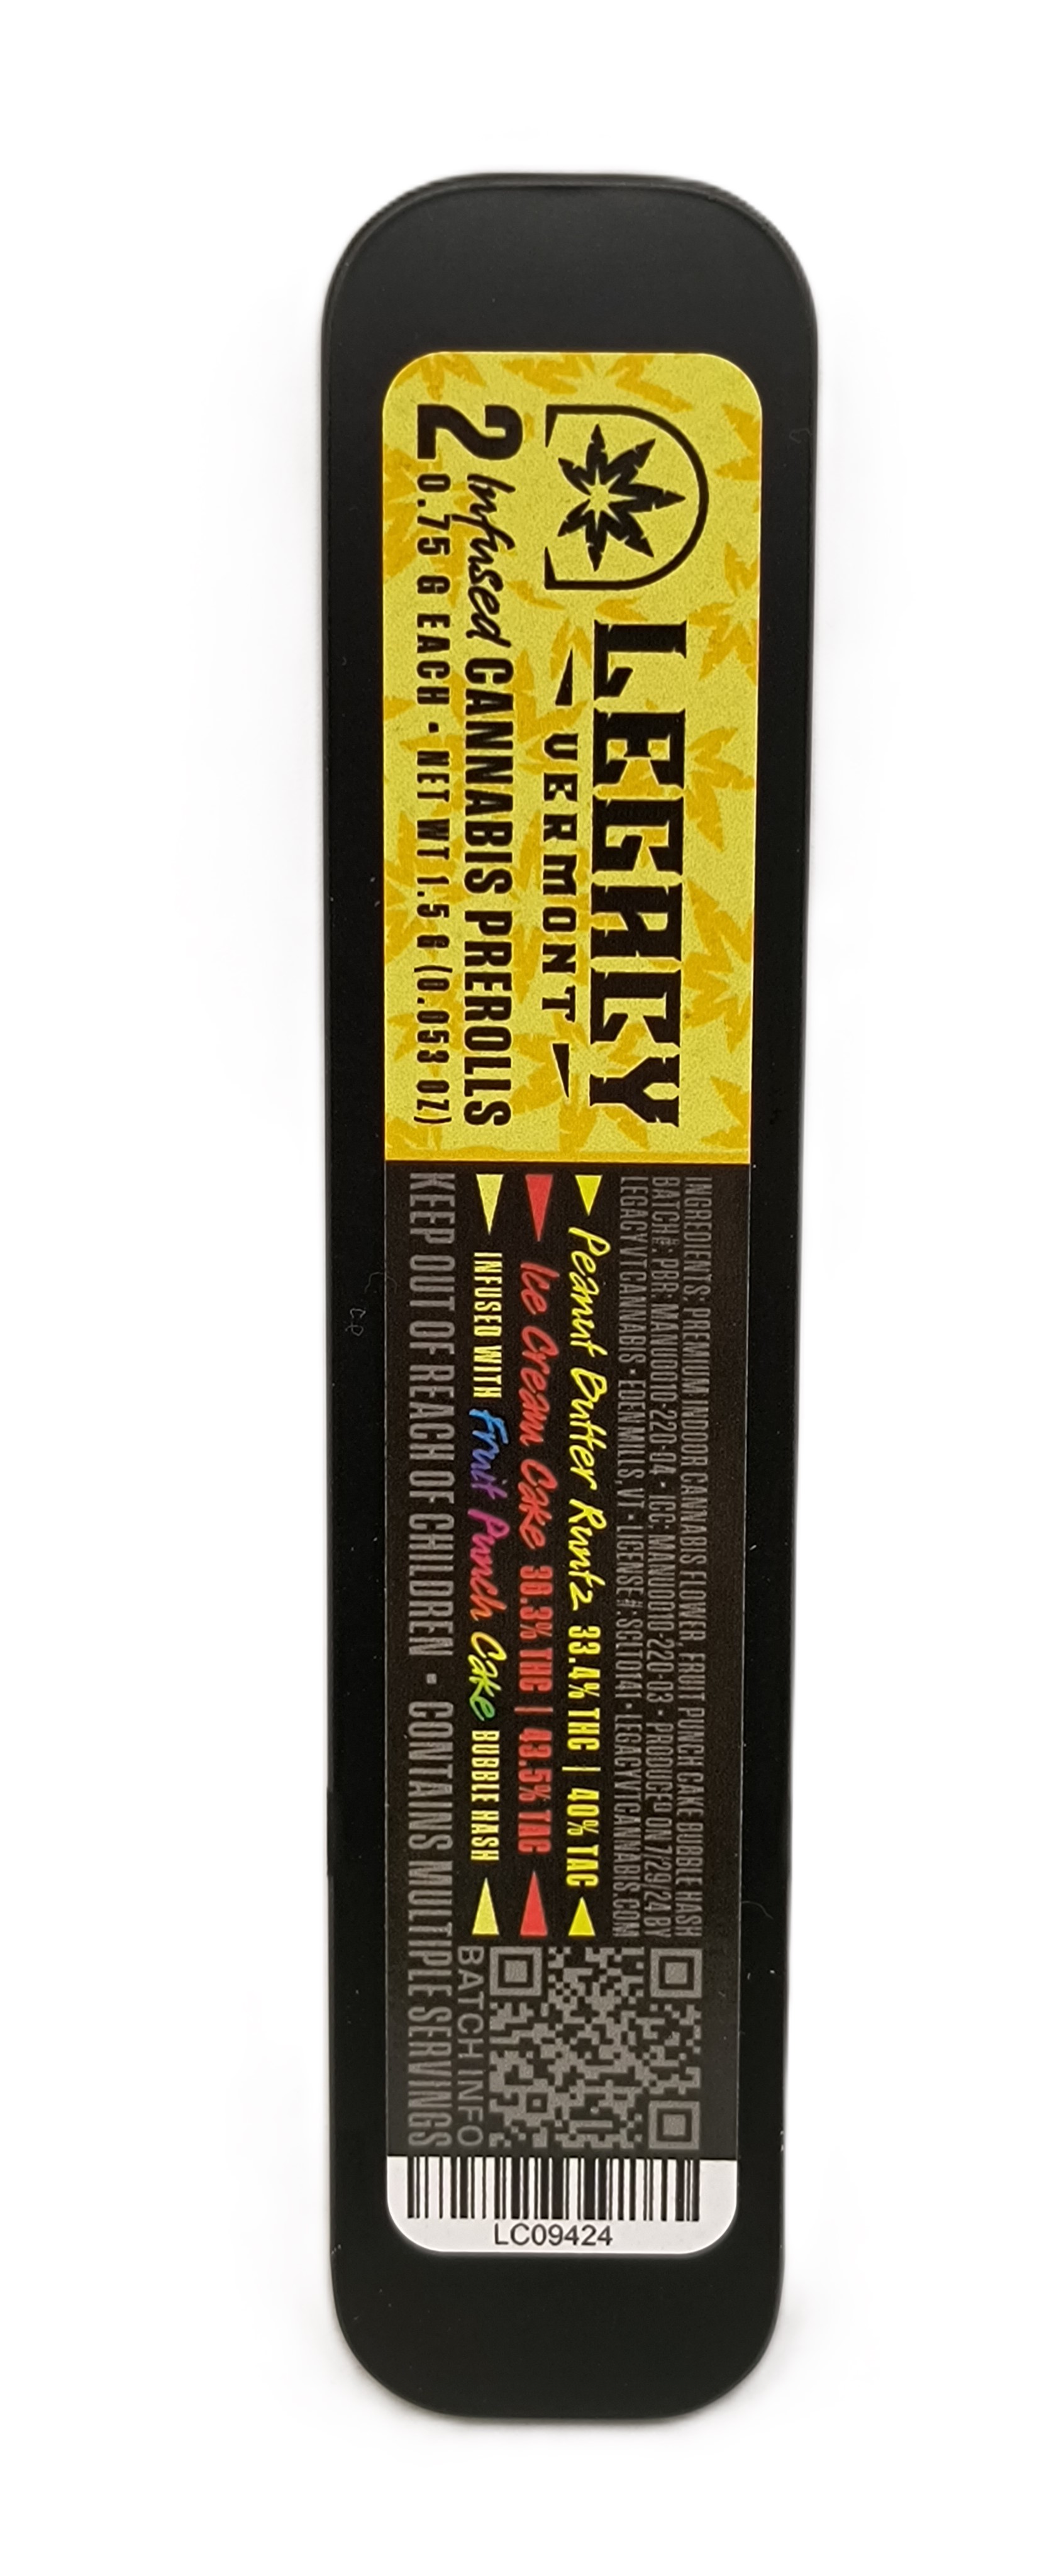 LEGACY
VERMONT
2 Infused CANNABIS PREROLLS
0.75 G EACH • NET WT 1.5 G (0.053 OZ)
INGREDIENTS: PREMIUM INDOOR CANNABIS FLOWER, FRUIT PUNCH CAKE BUBBLE HASH
BATCH#: PBR: MANU0010-220-04 • ICC: MANU0010-220-03 • PRODUCED ON 7/29/24 BY
LEGACY VT CANNABIS • EDEN MILLS, VT • LICENSE#: SCLT0141 • LEGACYVTCANNABIS.COM
Peanut Butter Runtz 33.4% THC | 40% TAC
Ice Cream Cake 36.3% THC | 43.5% TAC
INFUSED WITH Fruit Punch Cake BUBBLE HASH
KEEP OUT OF REACH OF CHILDREN • CONTAINS MULTIPLE SERVINGS
BATCH INFO
LC09424